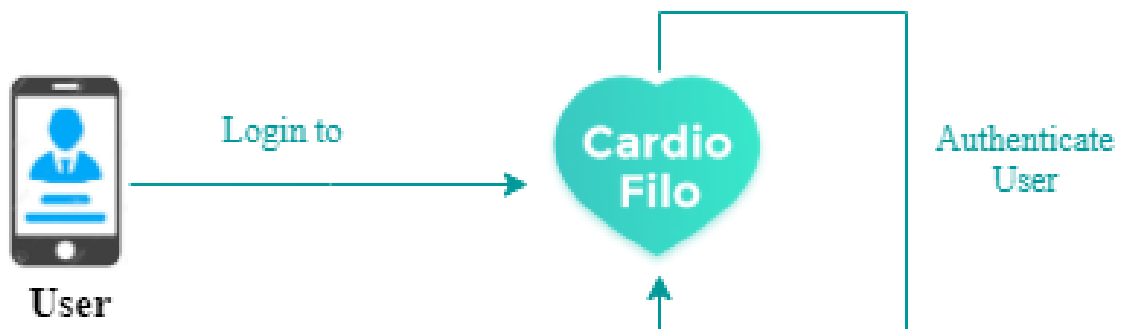 Login to
Cardio
Filo
Authenticate
User
User